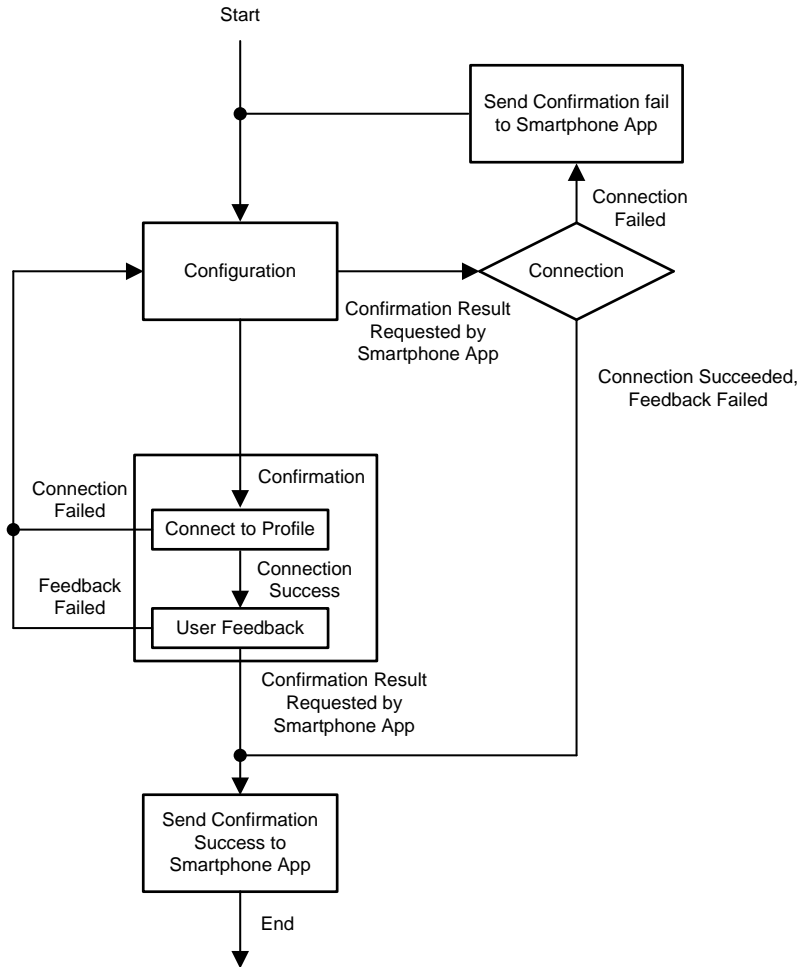 Start
Send Confirmation fail
to Smartphone App
Connection
Failed
Configuration
Connection
Confirmation Result
Requested by
Smartphone App
Connection Succeeded,
Feedback Failed
Confirmation
Connection
Failed
Connect to Profile
Connection
Success
Feedback
Failed
User Feedback
Confirmation Result
Requested by
Smartphone App
Send Confirmation
Success to
Smartphone App
End